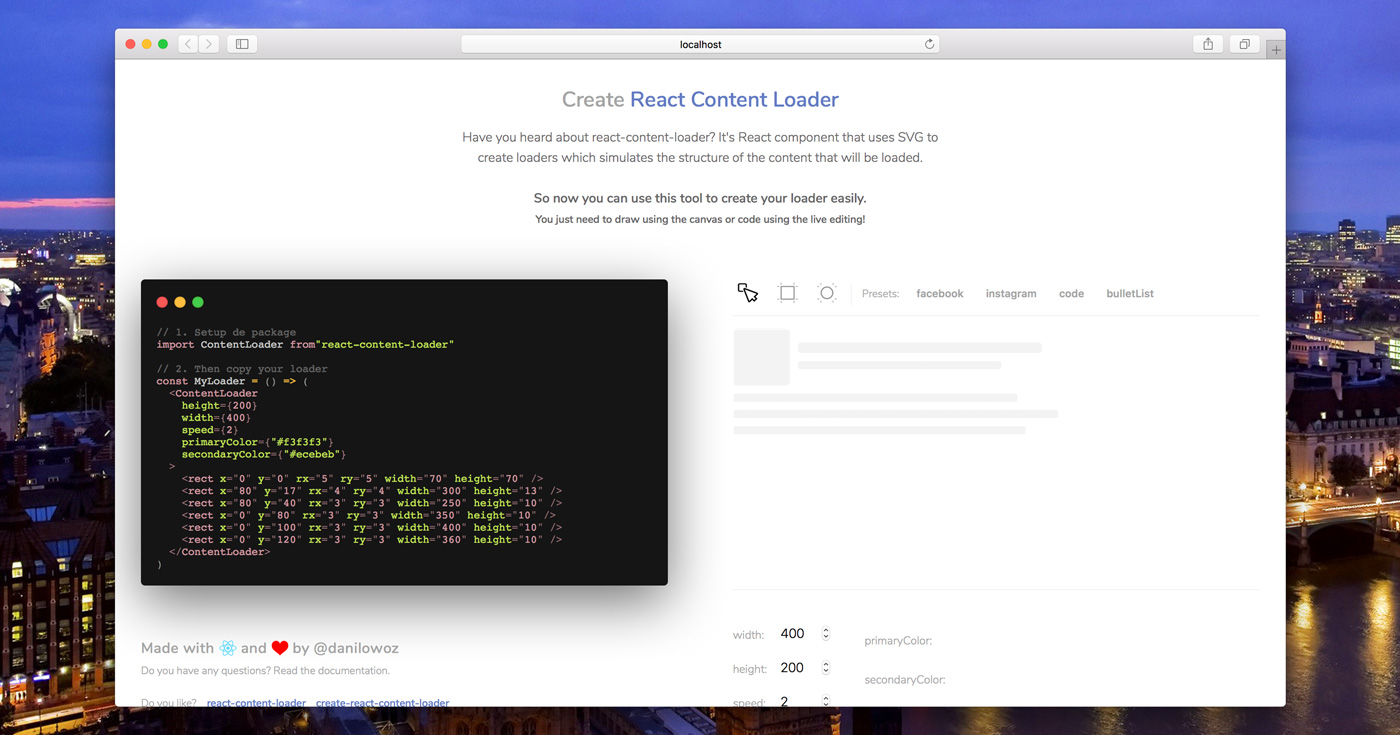 localhost
Create React Content Loader
Have you heard about react-content-loader? It's React component that uses SVG to
create loaders which simulates the structure of the content that will be loaded.
So now you can use this tool to create your loader easily.
You just need to draw using the canvas or code using the live editing!
// 1. Setup de package
import ContentLoader from"react-content-loader"
// 2. Then copy your loader
const MyLoader = () => (
<ContentLoader
height={200}
width={400}
speed={2}
primaryColor={"#f3f3f3"}
secondaryColor={"#ecebeb"}
>
<rect x="0" y="0" rx="5" ry="5" width="70" height="70" />
<rect x="80" y="17" rx="4" ry="4" width="300" height="13" />
<rect x="80" y="40" rx="3" ry="3" width="250" height="10" />
<rect x="0" y="80" rx="3" ry="3" width="350" height="10" />
<rect x="0" y="100" rx="3" ry="3" width="400" height="10" />
<rect x="0" y="120" rx="3" ry="3" width="360" height="10" />
</ContentLoader>
)
Presets: facebook instagram code bulletList
Made with and by @danilowoz
Do you have any questions? Read the documentation.
Do you like? react-content-loader create-react-content-loader
width: 400
primaryColor:
height: 200
secondaryColor:
speed: 2